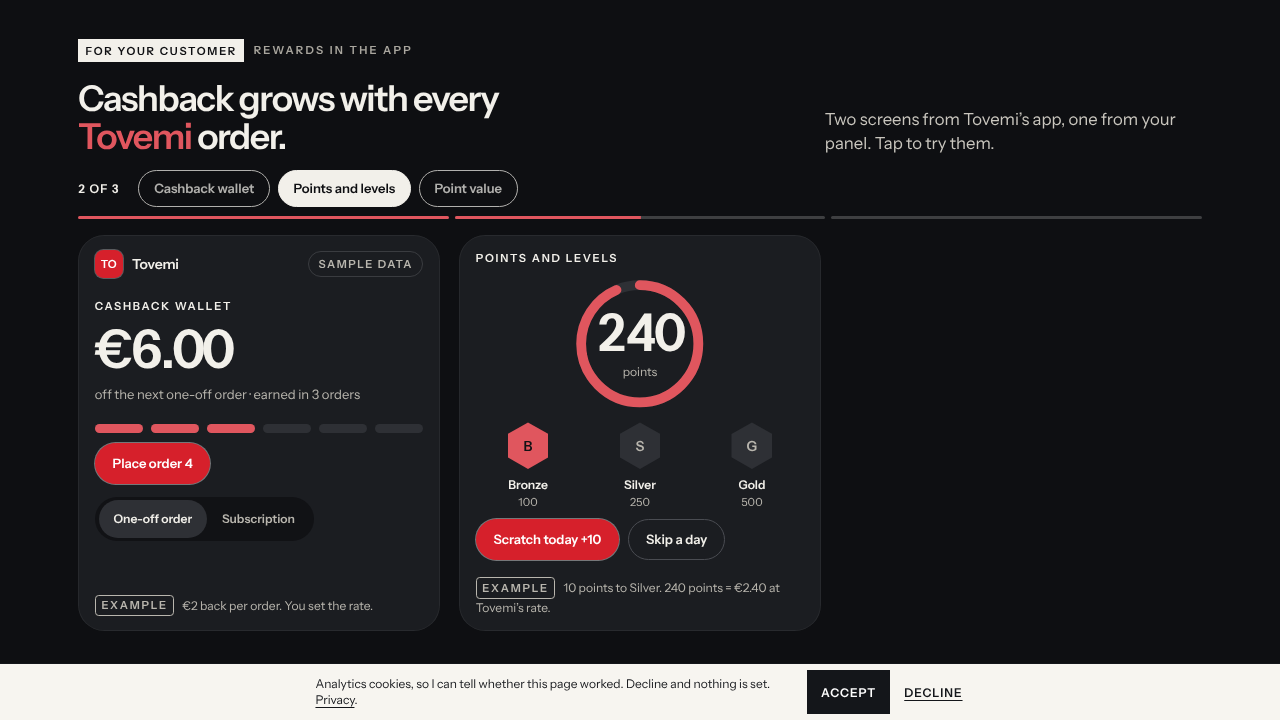 FOR YOUR CUSTOMER REWARDS IN THE APP
Cashback grows with every
Tovemi order.
Two screens from Tovemi's app, one from your
panel. Tap to try them.
2 OF 3 Cashback wallet Points and levels Point value
TO Tovemi SAMPLE DATA
CASHBACK WALLET
€6.00
off the next one-off order · earned in 3 orders
Place order 4
One-off order Subscription
EXAMPLE €2 back per order. You set the rate.
POINTS AND LEVELS
240
points
B S G
Bronze Silver Gold
100 250 500
Scratch today +10 Skip a day
EXAMPLE 10 points to Silver. 240 points = €2.40 at
Tovemi's rate.
Analytics cookies, so I can tell whether this page worked. Decline and nothing is set.
Privacy.
ACCEPT DECLINE